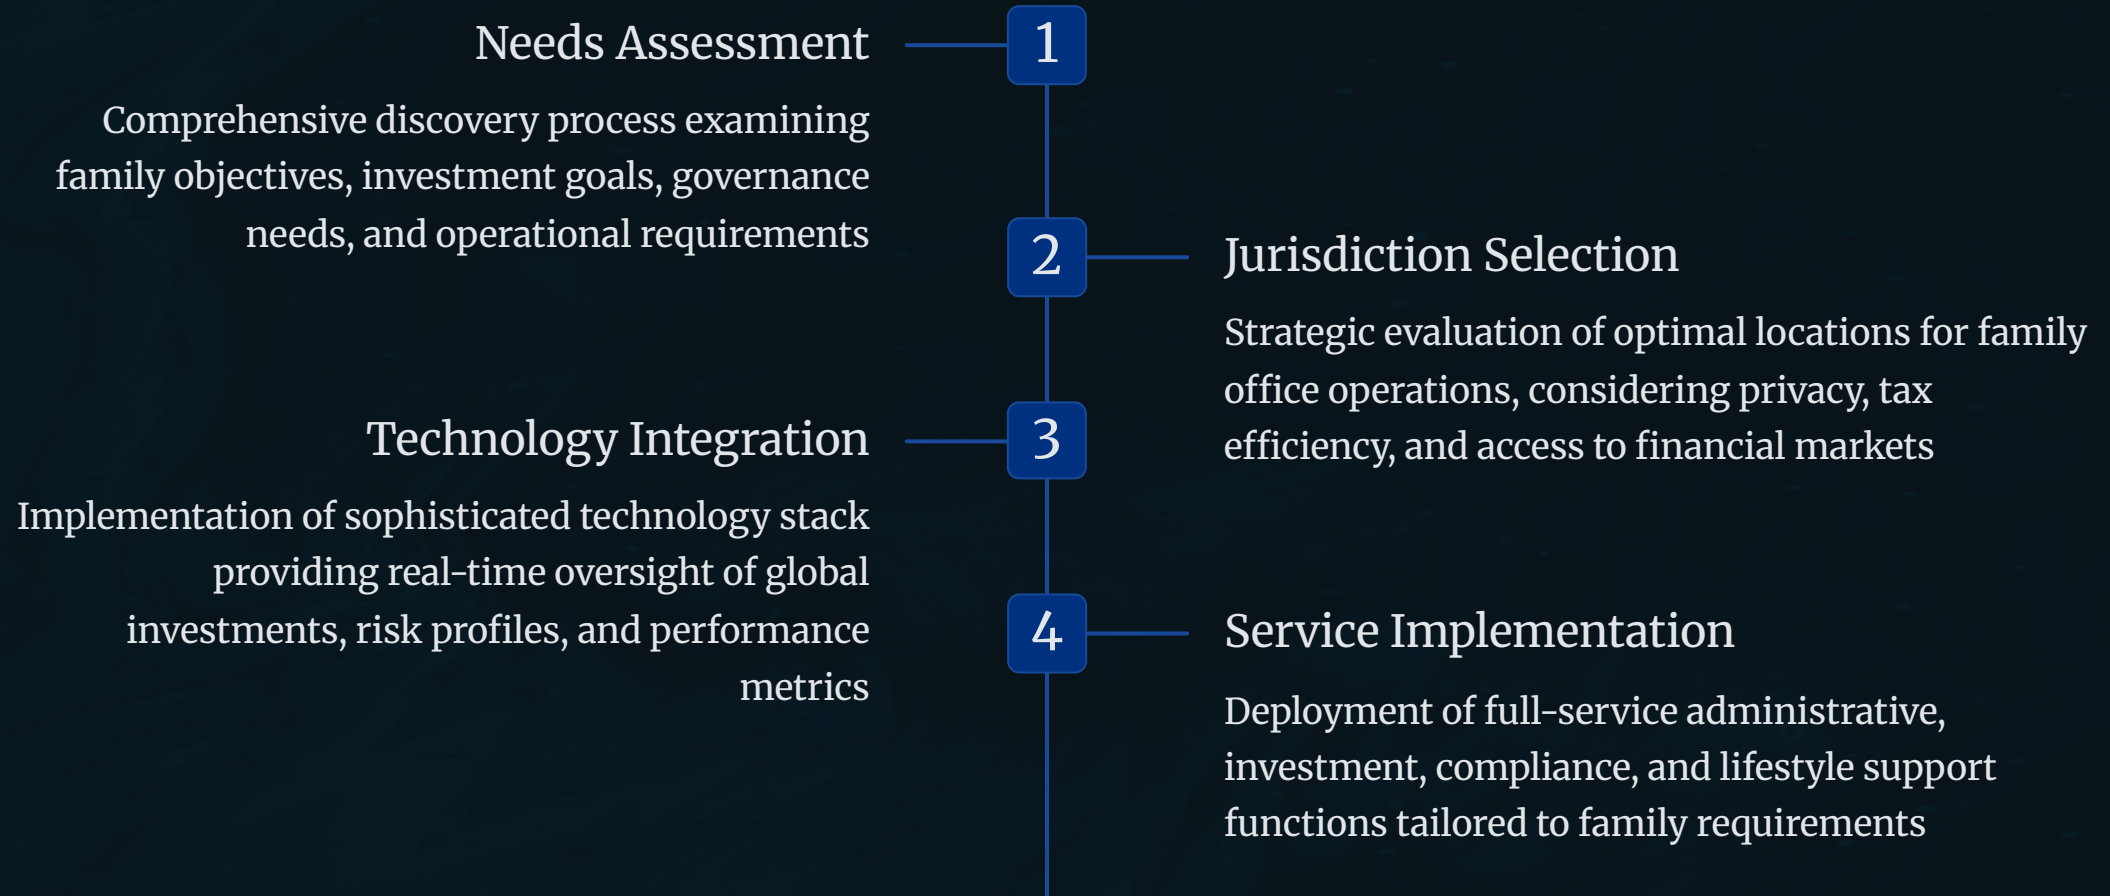 Needs Assessment
1
Comprehensive discovery process examining
family objectives, investment goals, governance
needs, and operational requirements
2
Jurisdiction Selection
Strategic evaluation of optimal locations for family
office operations, considering privacy, tax
efficiency, and access to financial markets
Technology Integration
3
Implementation of sophisticated technology stack
providing real-time oversight of global
investments, risk profiles, and performance
metrics
4
Service Implementation
Deployment of full-service administrative,
investment, compliance, and lifestyle support
functions tailored to family requirements